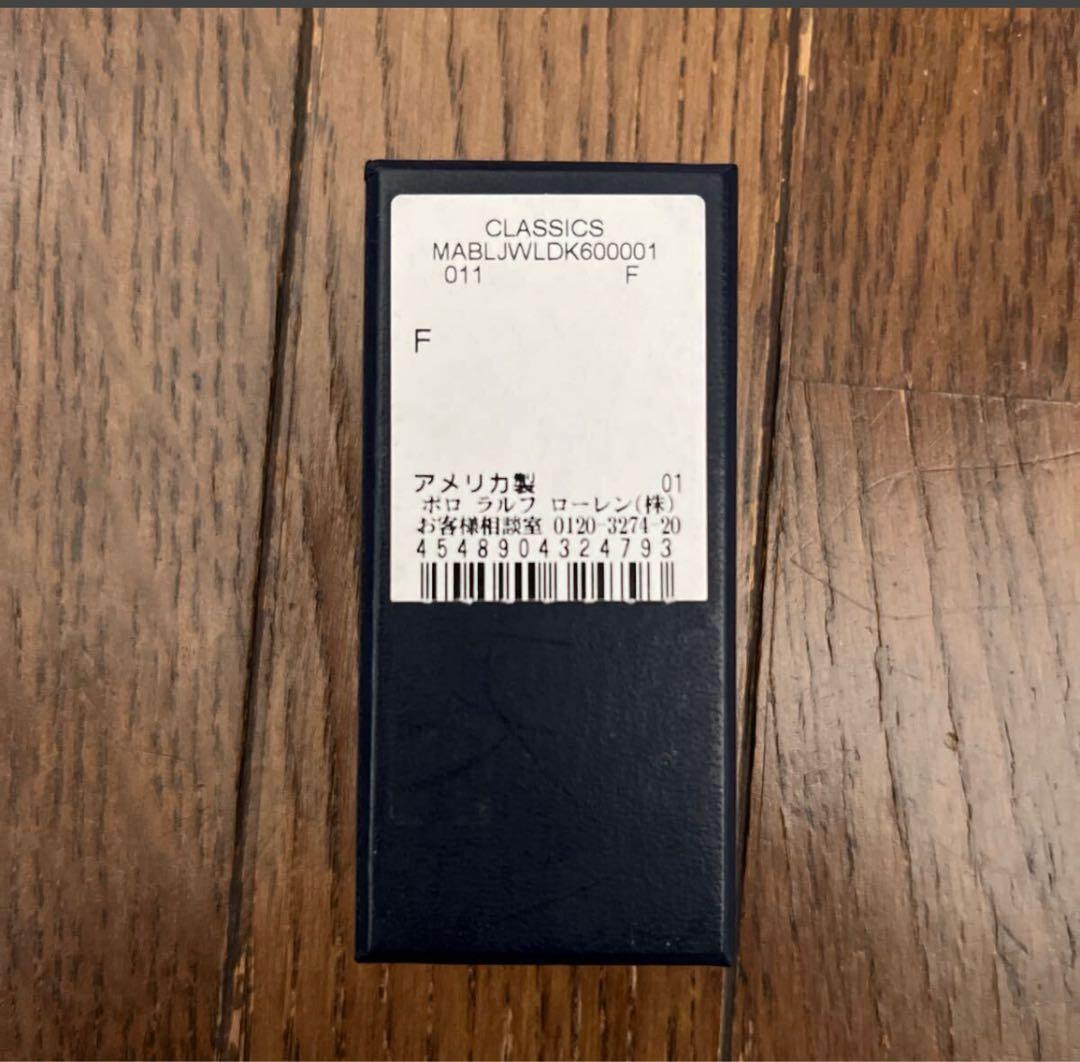 CLASSICS
MABLJWLDK600001
011 F
F
アメリカ製 01
ポロ ラルフ ローレン(株)
お客様相談室 0120-3274-20
4548904324793